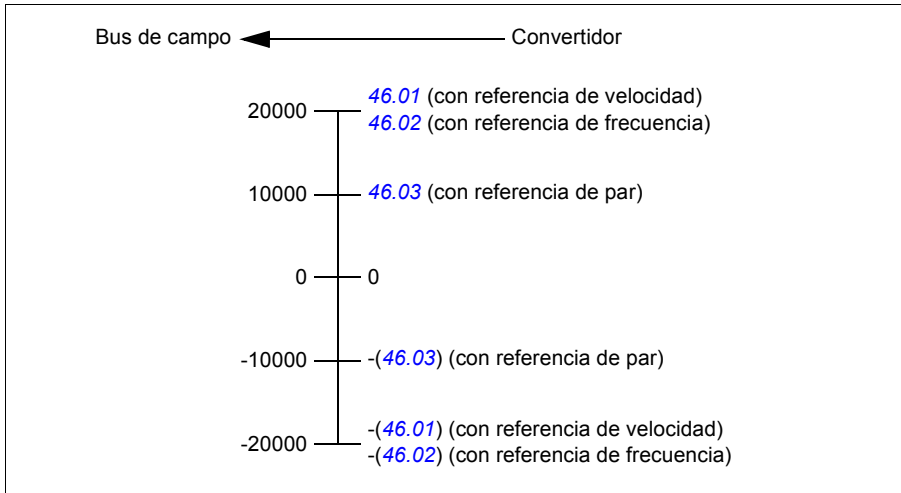 Bus de campo Convertidor
46.01 (con referencia de velocidad)
20000
46.02 (con referencia de frecuencia)
10000 46.03 (con referencia de par)
0 0
-10000 -(46.03) (con referencia de par)
-(46.01) (con referencia de velocidad)
-20000
-(46.02) (con referencia de frecuencia)